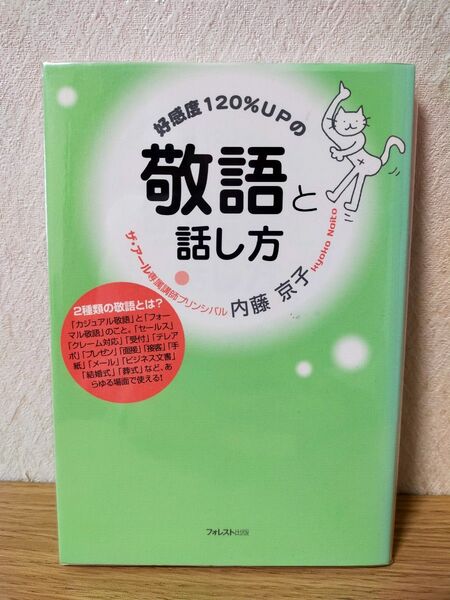 好感度120%UPの
敬語と
話し方
ザ・アール専属講師プリンシパル 内藤 京子
Kyoko Naito
2種類の敬語とは?
「カジュアル敬語」と「フォー
マル敬語」のこと。「セールス」
「クレーム対応」「受付」「テレア
ポ」「プレゼン」「面接」「接客」「手
紙」「メール」「ビジネス文書」
「結婚式」「葬式」など、あ
らゆる場面で使える!
フォレスト出版